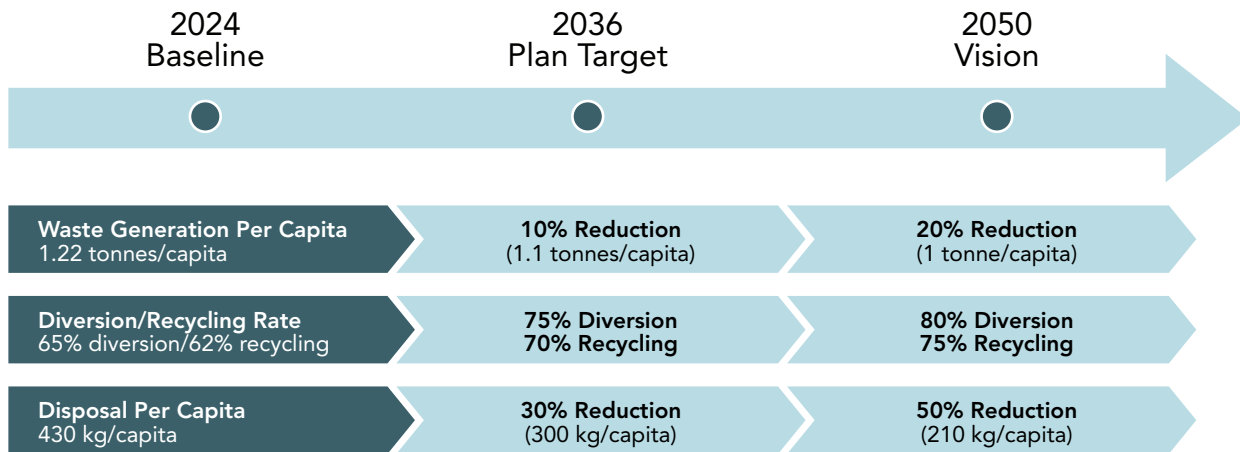 2024
Baseline
2036
Plan Target
2050
Vision
Waste Generation Per Capita
1.22 tonnes/capita
10% Reduction
(1.1 tonnes/capita)
20% Reduction
(1 tonne/capita)
Diversion/Recycling Rate
65% diversion/62% recycling
75% Diversion
70% Recycling
80% Diversion
75% Recycling
Disposal Per Capita
430 kg/capita
30% Reduction
(300 kg/capita)
50% Reduction
(210 kg/capita)